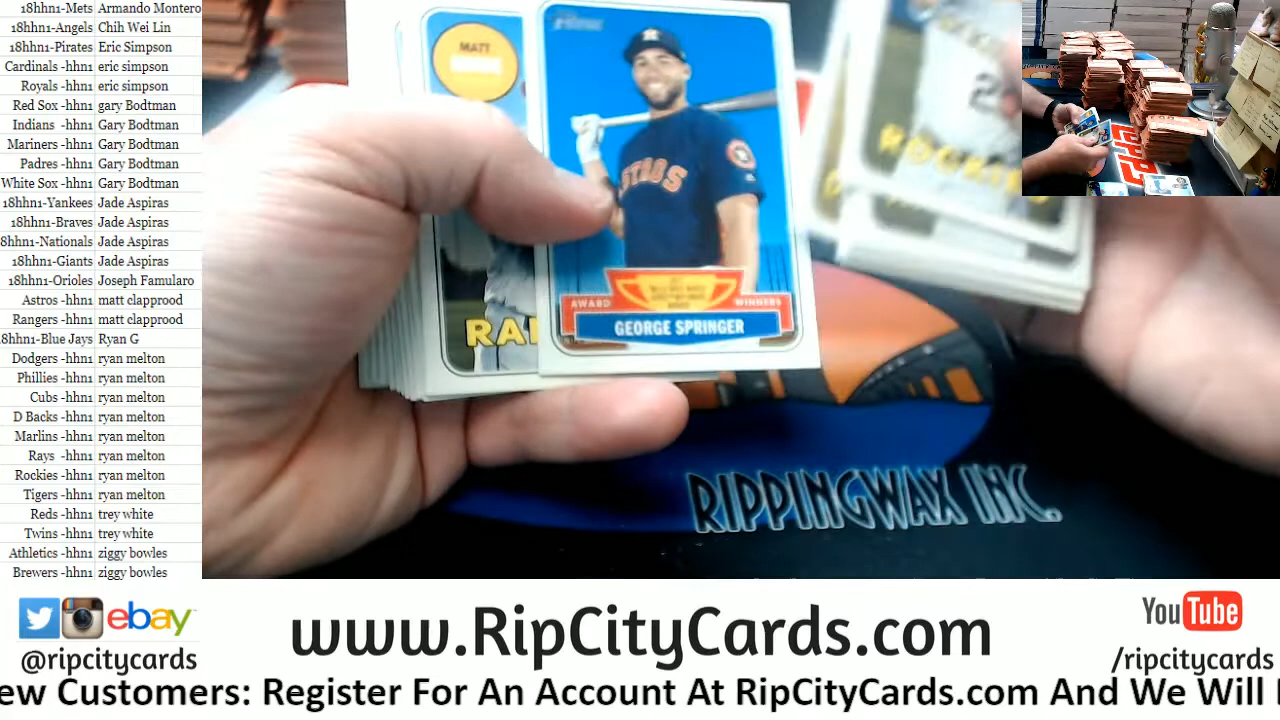 18hhn1-Mets Armando Montero
18hhn1-Angels Chih Wei Lin
18hhn1-Pirates Eric Simpson
Cardinals -hhn1 eric simpson
Royals -hhn1 eric simpson
Red Sox -hhn1 gary Bodtman
Indians -hhn1 Gary Bodtman
Mariners -hhn1 Gary Bodtman
Padres -hhn1 Gary Bodtman
White Sox -hhn1 Gary Bodtman
18hhn1-Yankees Jade Aspiras
18hhn1-Braves Jade Aspiras
8hhn1-Nationals Jade Aspiras
18hhn1-Giants Jade Aspiras
18hhn1-Orioles Joseph Famularo
Astros -hhn1 matt clapprood
Rangers -hhn1 matt clapprood
8hhn1-Blue Jays Ryan G
Dodgers -hhn1 ryan melton
Phillies -hhn1 ryan melton
Cubs -hhn1 ryan melton
D Backs -hhn1 ryan melton
Marlins -hhn1 ryan melton
Rays -hhn1 ryan melton
Rockies -hhn1 ryan melton
Tigers -hhn1 ryan melton
Reds -hhn1 trey white
Twins -hhn1 trey white
Athletics -hhn1 ziggy bowles
Brewers -hhn1 ziggy bowles
MATT
RA
Heritage
ASTROS
AWARD WINNERS
GEORGE SPRINGER
ROCKIES
TOPPS
RIPPINGWAX INC.
ebay
@ripcitycards
www.RipCityCards.com
YouTube
/ripcitycards
ew Customers: Register For An Account At RipCityCards.com And We Will